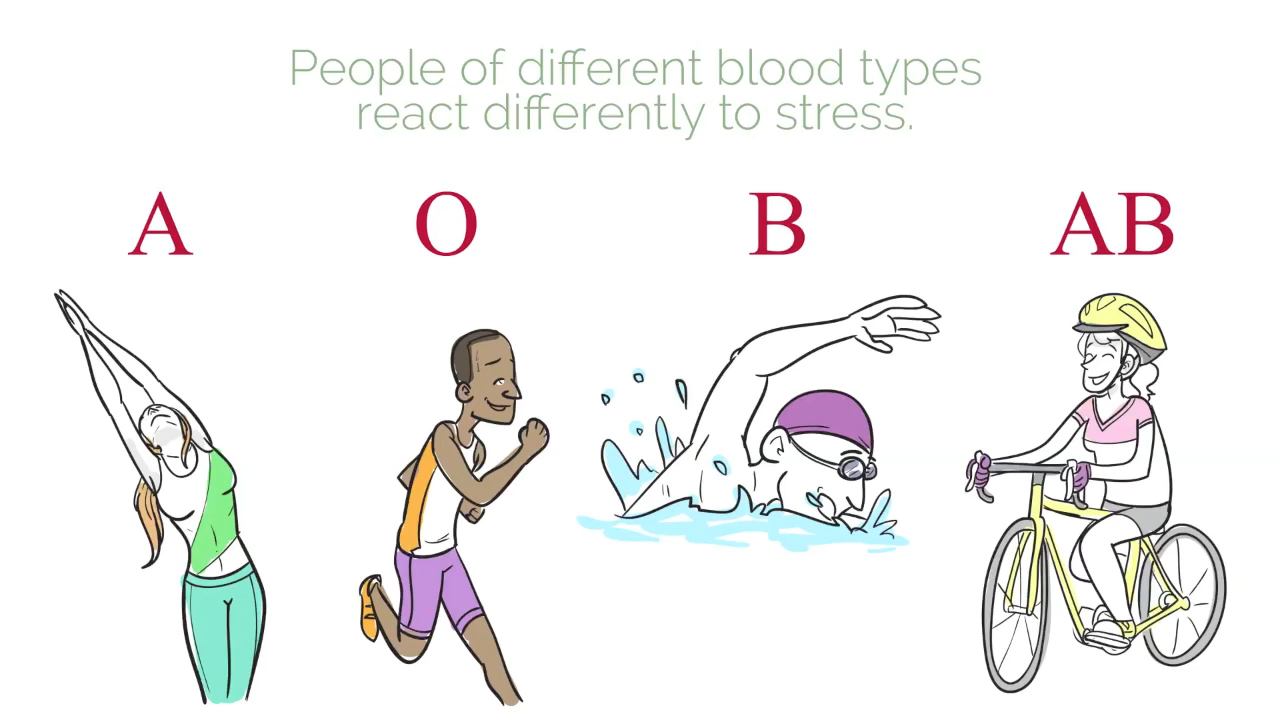 People of different blood types
react differently to stress.
A O B AB